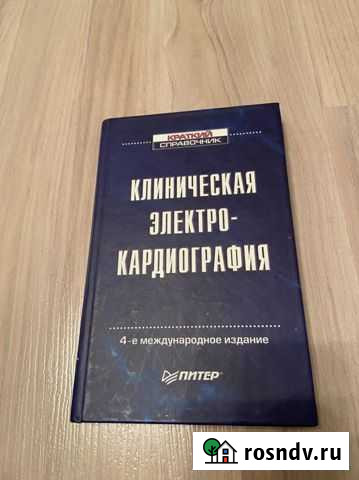 КРАТКИЙ
СПРАВОЧНИК
КЛИНИЧЕСКАЯ
ЭЛЕКТРО-
КАРДИОГРАФИЯ
4-е международное издание
ПИТЕР®
rosndv.ru